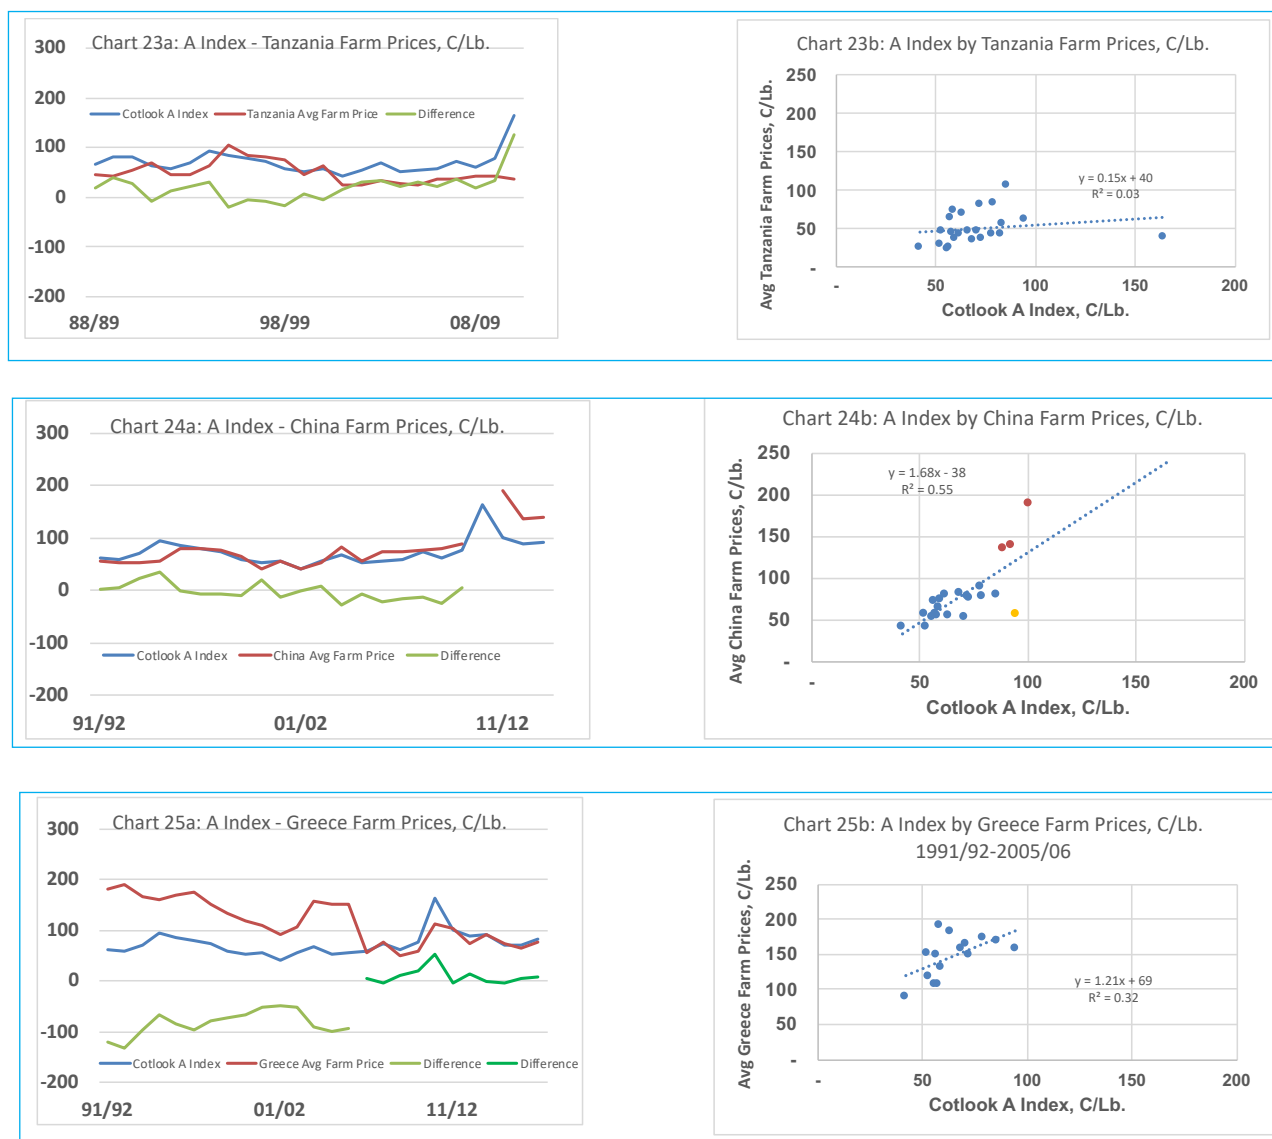 Chart 23a: A Index - Tanzania Farm Prices, C/Lb.
300
200
Cotlook A Index Tanzania Avg Farm Price Difference
100
0
-100
-200
88/89 98/99 08/09
Chart 23b: A Index by Tanzania Farm Prices, C/Lb.
Avg Tanzania Farm Prices, C/Lb.
250
200
150
100
50
-
y = 0.15x + 40
R² = 0.03
- 50 100 150 200
Cotlook A Index, C/Lb.
Chart 24a: A Index - China Farm Prices, C/Lb.
300
200
100
0
-100
Cotlook A Index China Avg Farm Price Difference
-200
91/92 01/02 11/12
Chart 24b: A Index by China Farm Prices, C/Lb.
Avg China Farm Prices, C/Lb.
250
200
150
100
50
-
y = 1.68x - 38
R² = 0.55
- 50 100 150 200
Cotlook A Index, C/Lb.
Chart 25a: A Index - Greece Farm Prices, C/Lb.
300
200
100
0
-100
Cotlook A Index Greece Avg Farm Price Difference Difference
-200
91/92 01/02 11/12
Chart 25b: A Index by Greece Farm Prices, C/Lb.
1991/92-2005/06
Avg Greece Farm Prices, C/Lb.
250
200
150
100
50
-
y = 1.21x + 69
R² = 0.32
- 50 100 150 200
Cotlook A Index, C/Lb.